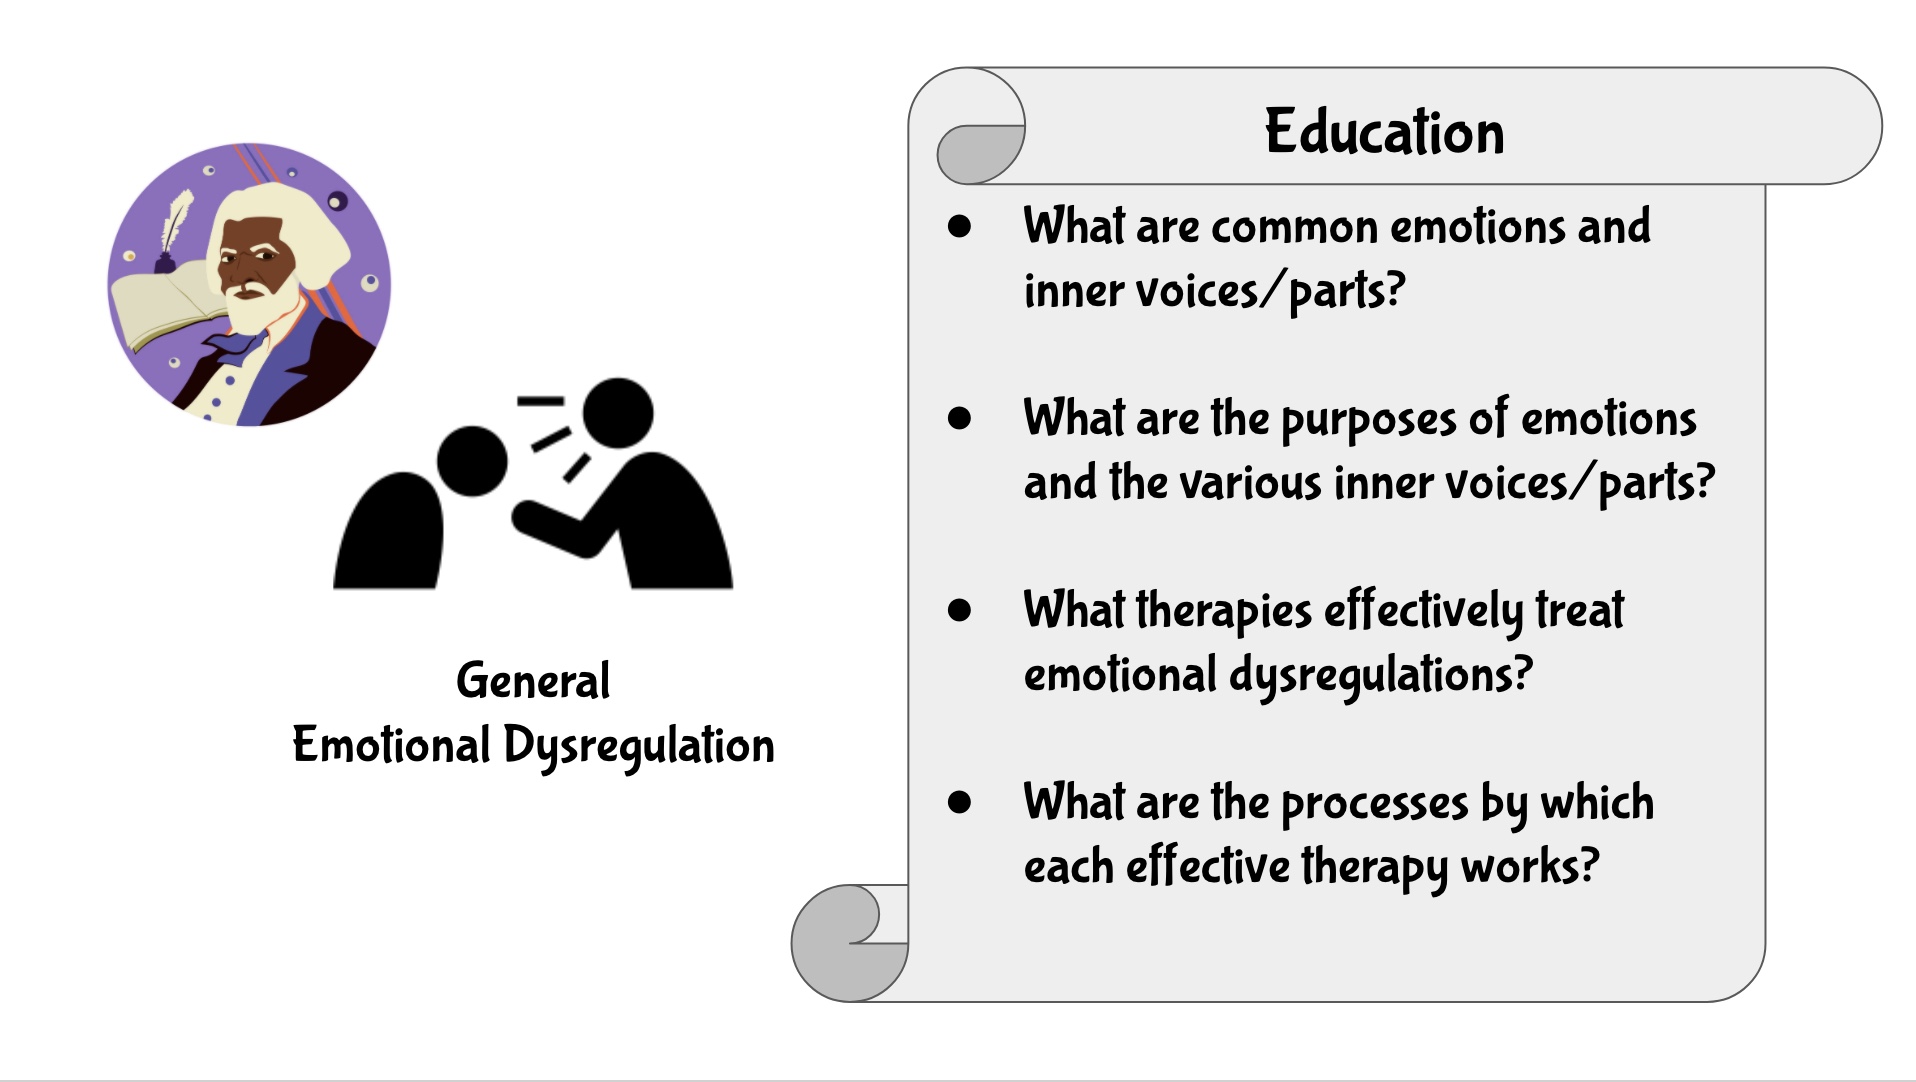 Education
● What are common emotions and
inner voices/parts?
● What are the purposes of emotions
and the various inner voices/parts?
● What therapies effectively treat
emotional dysregulations?
● What are the processes by which
each effective therapy works?
General
Emotional Dysregulation